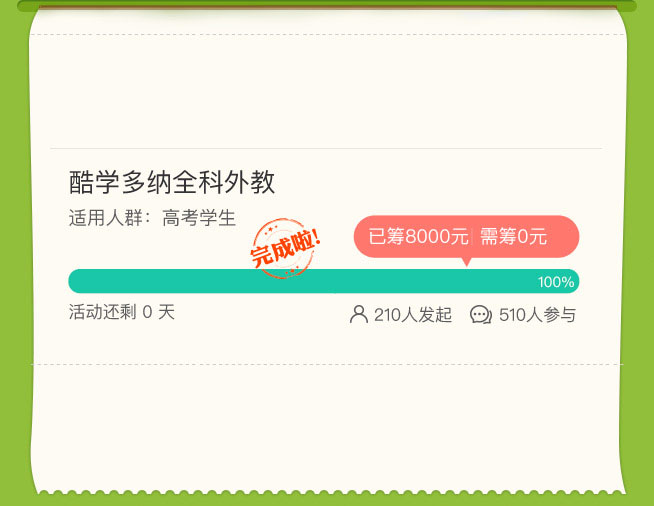 酷学多纳全科外教
适用人群：高考学生
完成啦!
已筹8000元 需筹0元
100%
活动还剩 0 天
210人发起
510人参与